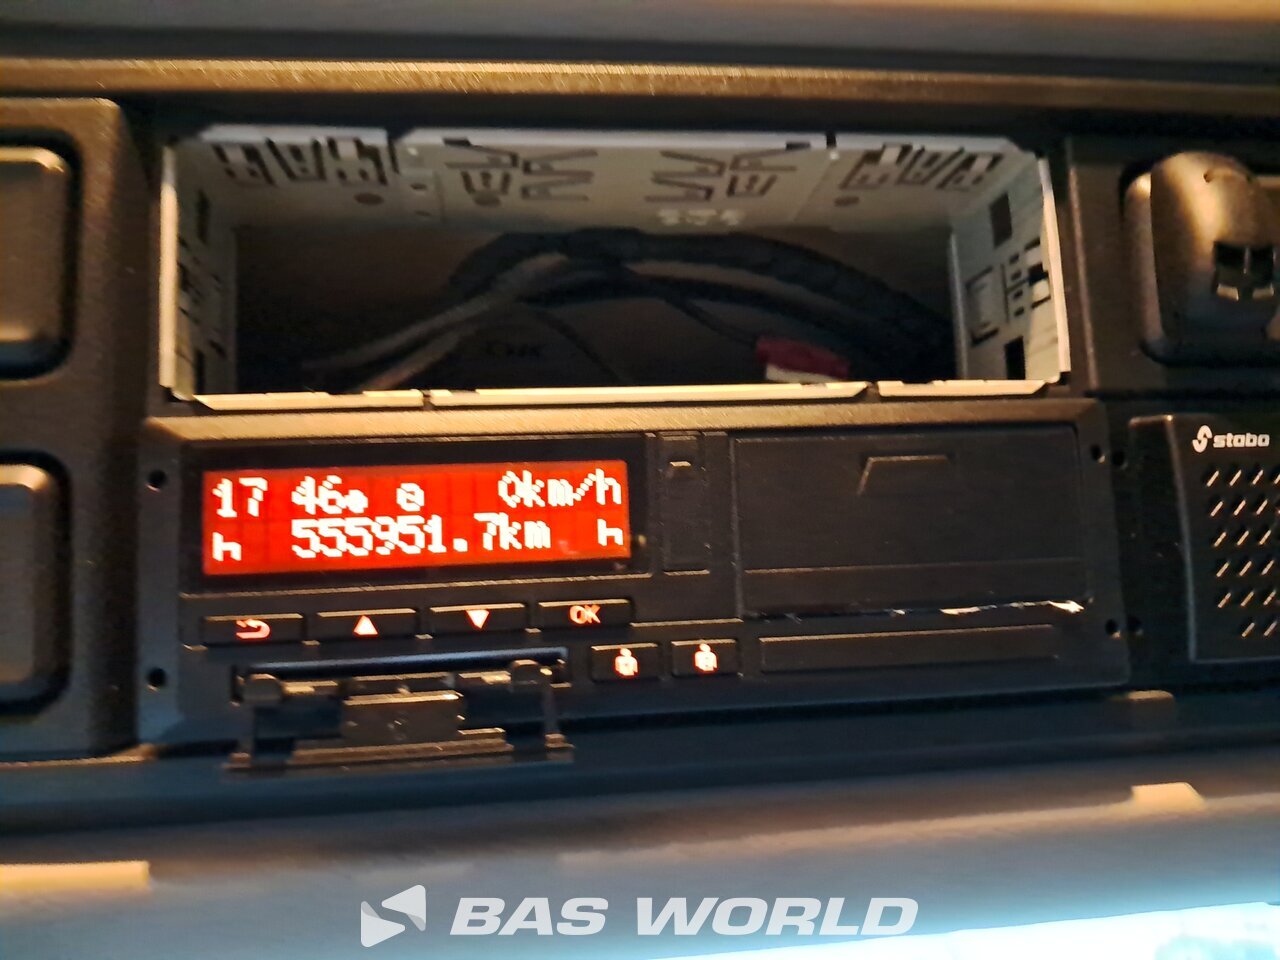 stabo
17 46 0km/h
h 555951.7km h
OK
BAS WORLD